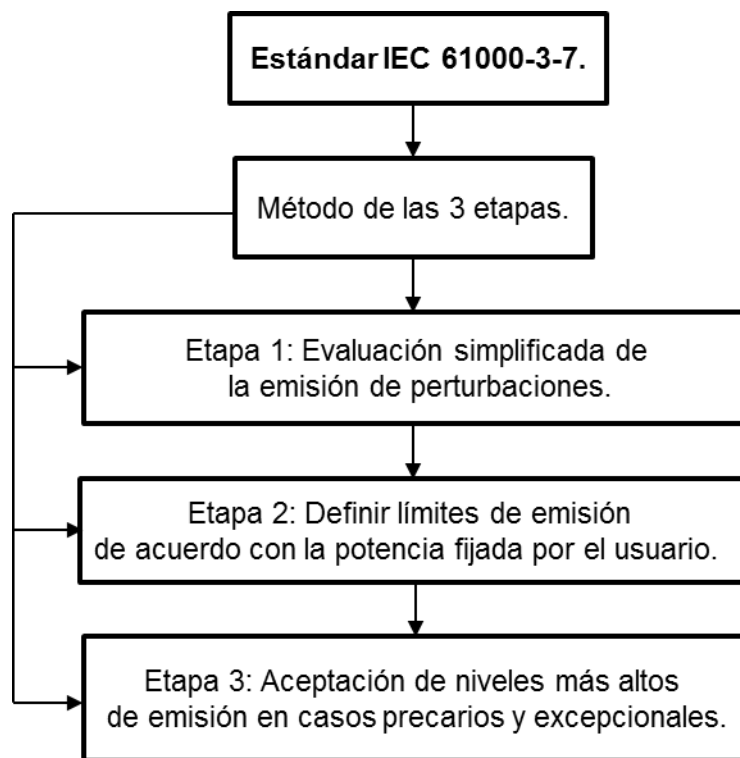 Estándar IEC 61000-3-7.
Método de las 3 etapas.
Etapa 1: Evaluación simplificada de
la emisión de perturbaciones.
Etapa 2: Definir límites de emisión
de acuerdo con la potencia fijada por el usuario.
Etapa 3: Aceptación de niveles más altos
de emisión en casos precarios y excepcionales.